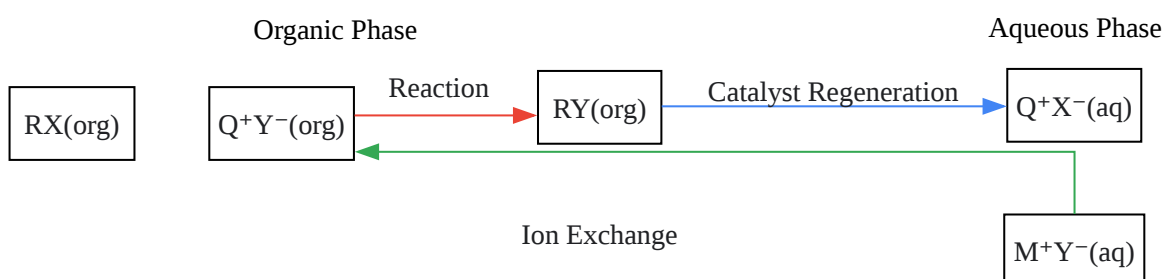 Organic Phase
Aqueous Phase
RX(org)
Q⁺Y⁻(org)
Reaction
RY(org)
Catalyst Regeneration
Q⁺X⁻(aq)
Ion Exchange
M⁺Y⁻(aq)